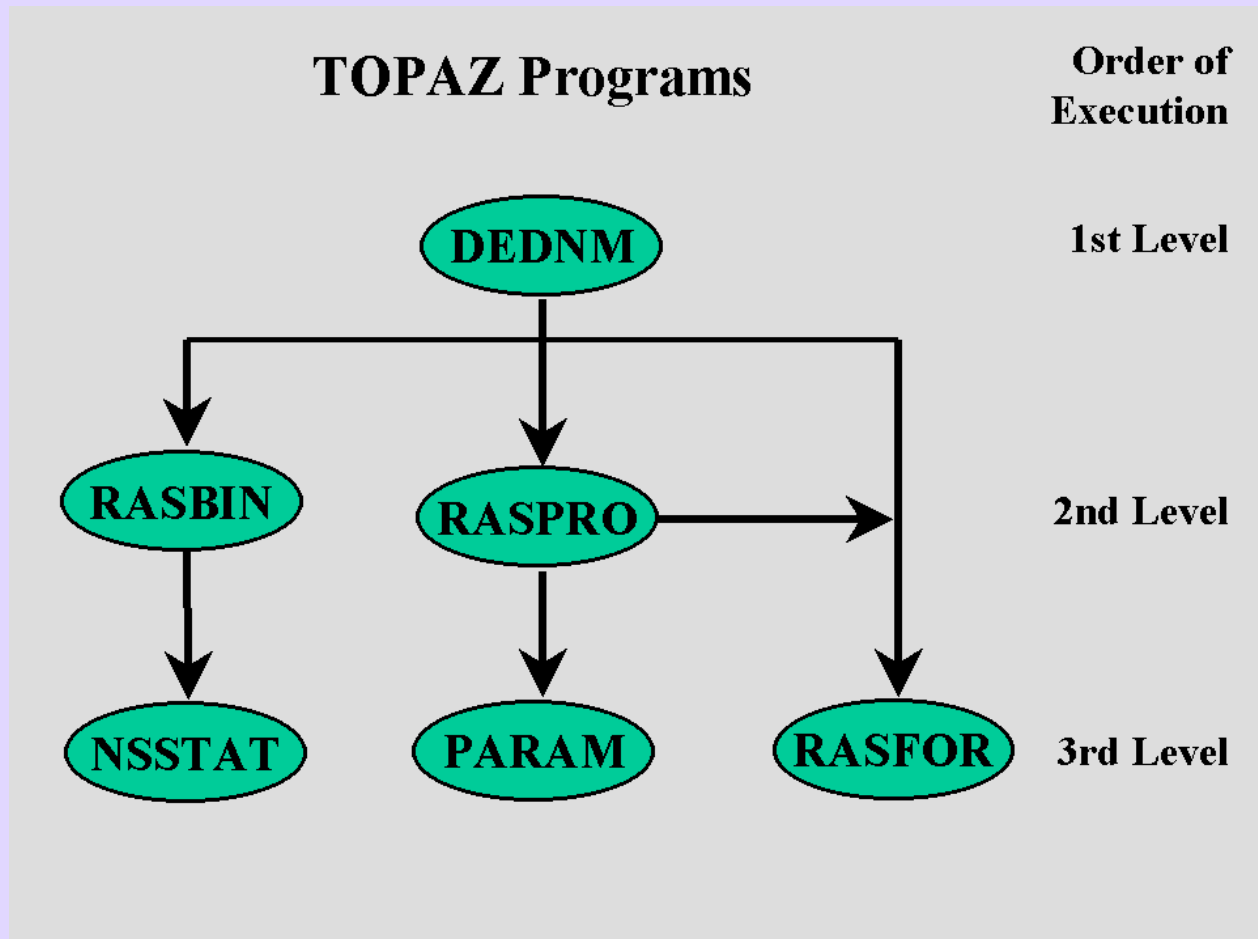 TOPAZ Programs
Order of
Execution
DEDNM
1st Level
RASBIN
RASPRO
2nd Level
NSSTAT
PARAM
RASFOR
3rd Level